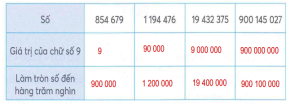 Số 854 679 1 194 476 19 432 375 900 145 027
Giá trị của chữ số 9 9 90 000 9 000 000 900 000 000
Làm tròn số đến
hàng trăm nghìn 900 000 1 200 000 19 400 000 900 100 000